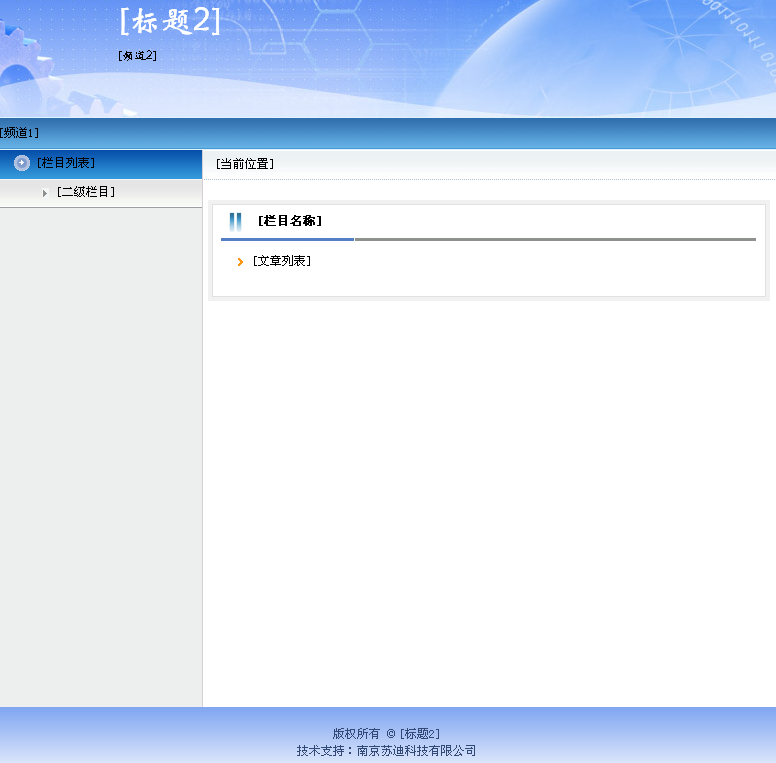 [标题2]
[频道2]
[频道1]
[栏目列表]
[二级栏目]
[当前位置]
[栏目名称]
[文章列表]
版权所有 © [标题2]
技术支持：南京苏迪科技有限公司